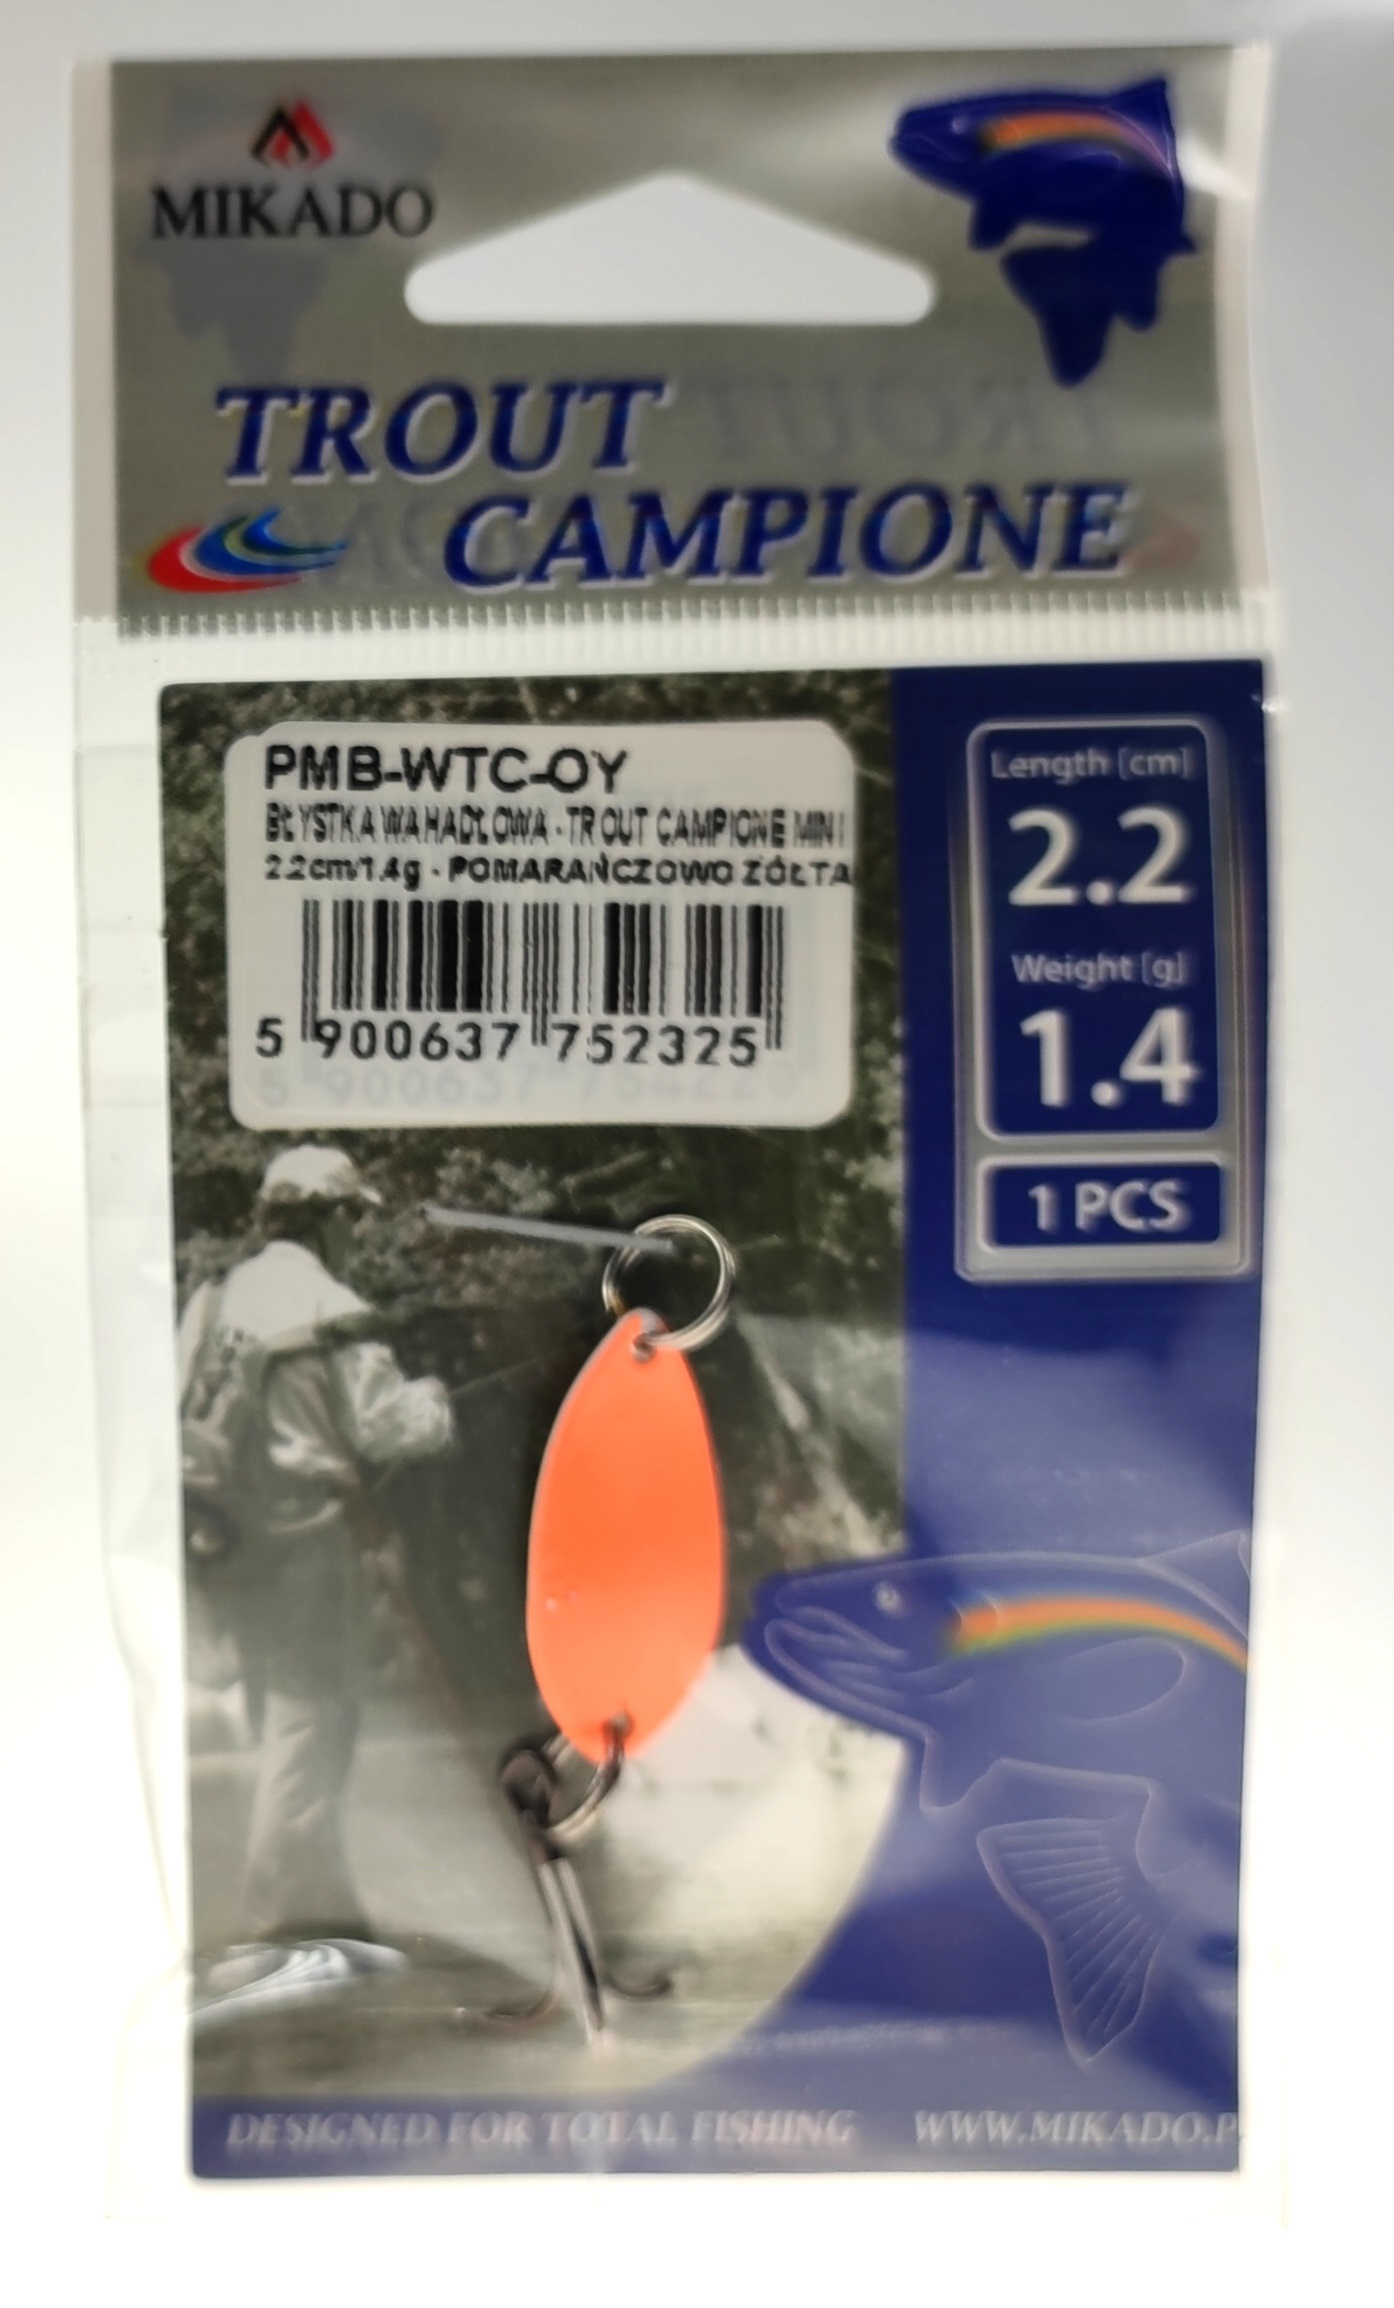 MIKADO
TROUT
CAMPIONE
PMB-WTC-OY
BŁYSTKA WAHADŁOWA - TROUT CAMPIONE MINI
2.2cm/1.4g - POMARAŃCZOWO ŻÓŁTA
5 900637 752325
Length [cm]
2.2
Weight [g]
1.4
1 PCS
DESIGNED FOR TOTAL FISHING WWW.MIKADO.P